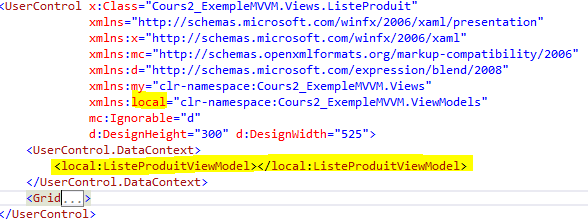 <UserControl x:Class="Cours2_ExempleMVVM.Views.ListeProduit"
xmlns="http://schemas.microsoft.com/winfx/2006/xaml/presentation"
xmlns:x="http://schemas.microsoft.com/winfx/2006/xaml"
xmlns:mc="http://schemas.openxmlformats.org/markup-compatibility/2006"
xmlns:d="http://schemas.microsoft.com/expression/blend/2008"
xmlns:my="clr-namespace:Cours2_ExempleMVVM.Views"
xmlns:local="clr-namespace:Cours2_ExempleMVVM.ViewModels"
mc:Ignorable="d"
d:DesignHeight="300" d:DesignWidth="525">
<UserControl.DataContext>
<local:ListeProduitViewModel></local:ListeProduitViewModel>
</UserControl.DataContext>
<Grid...>
</UserControl>